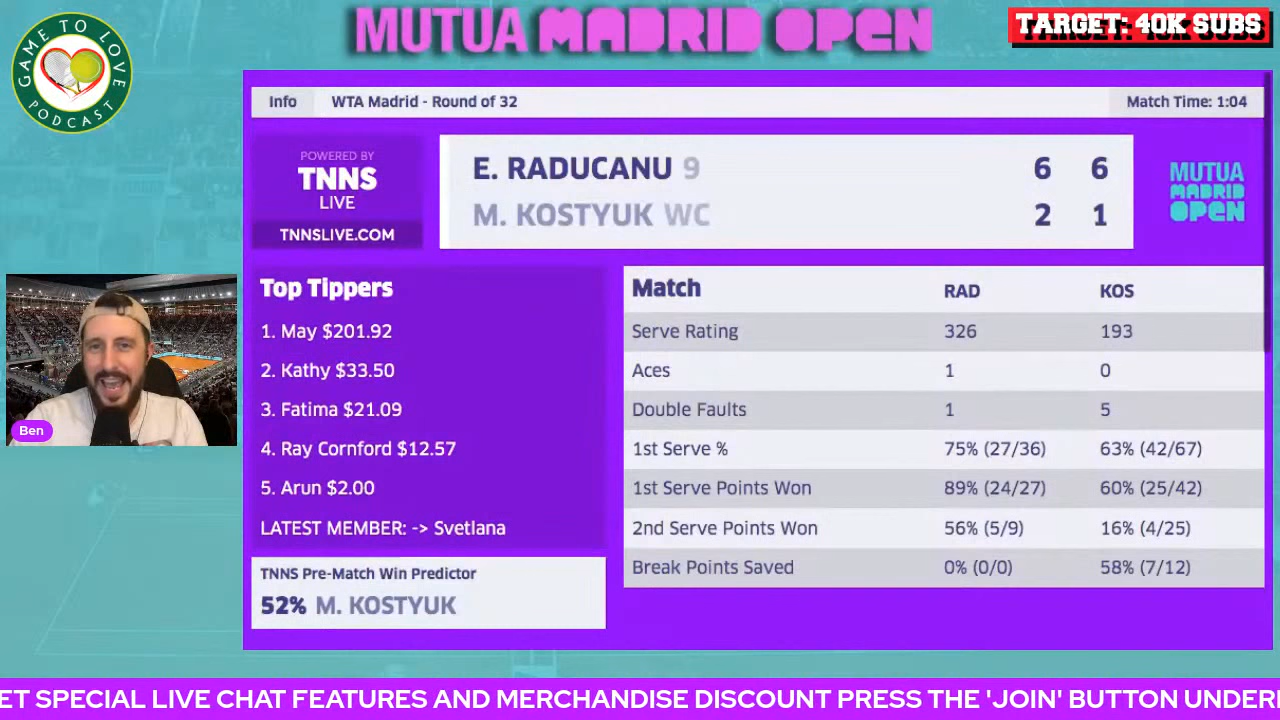 GAME TO LOVE
PODCAST
MUTUA MADRID OPEN
TARGET: 40K SUBS
Info
WTA Madrid - Round of 32
Match Time: 1:04
POWERED BY
TNNS
LIVE
TNNSLIVE.COM
E. RADUCANU 9 6 6
M. KOSTYUK WC 2 1
MUTUA
MADRID
OPEN
Top Tippers
1. May $201.92
2. Kathy $33.50
3. Fatima $21.09
4. Ray Cornford $12.57
5. Arun $2.00
LATEST MEMBER: -> Svetlana
TNNS Pre-Match Win Predictor
52% M. KOSTYUK
Match RAD KOS
Serve Rating 326 193
Aces 1 0
Double Faults 1 5
1st Serve % 75% (27/36) 63% (42/67)
1st Serve Points Won 89% (24/27) 60% (25/42)
2nd Serve Points Won 56% (5/9) 16% (4/25)
Break Points Saved 0% (0/0) 58% (7/12)
Ben
ET SPECIAL LIVE CHAT FEATURES AND MERCHANDISE DISCOUNT PRESS THE 'JOIN' BUTTON UNDER